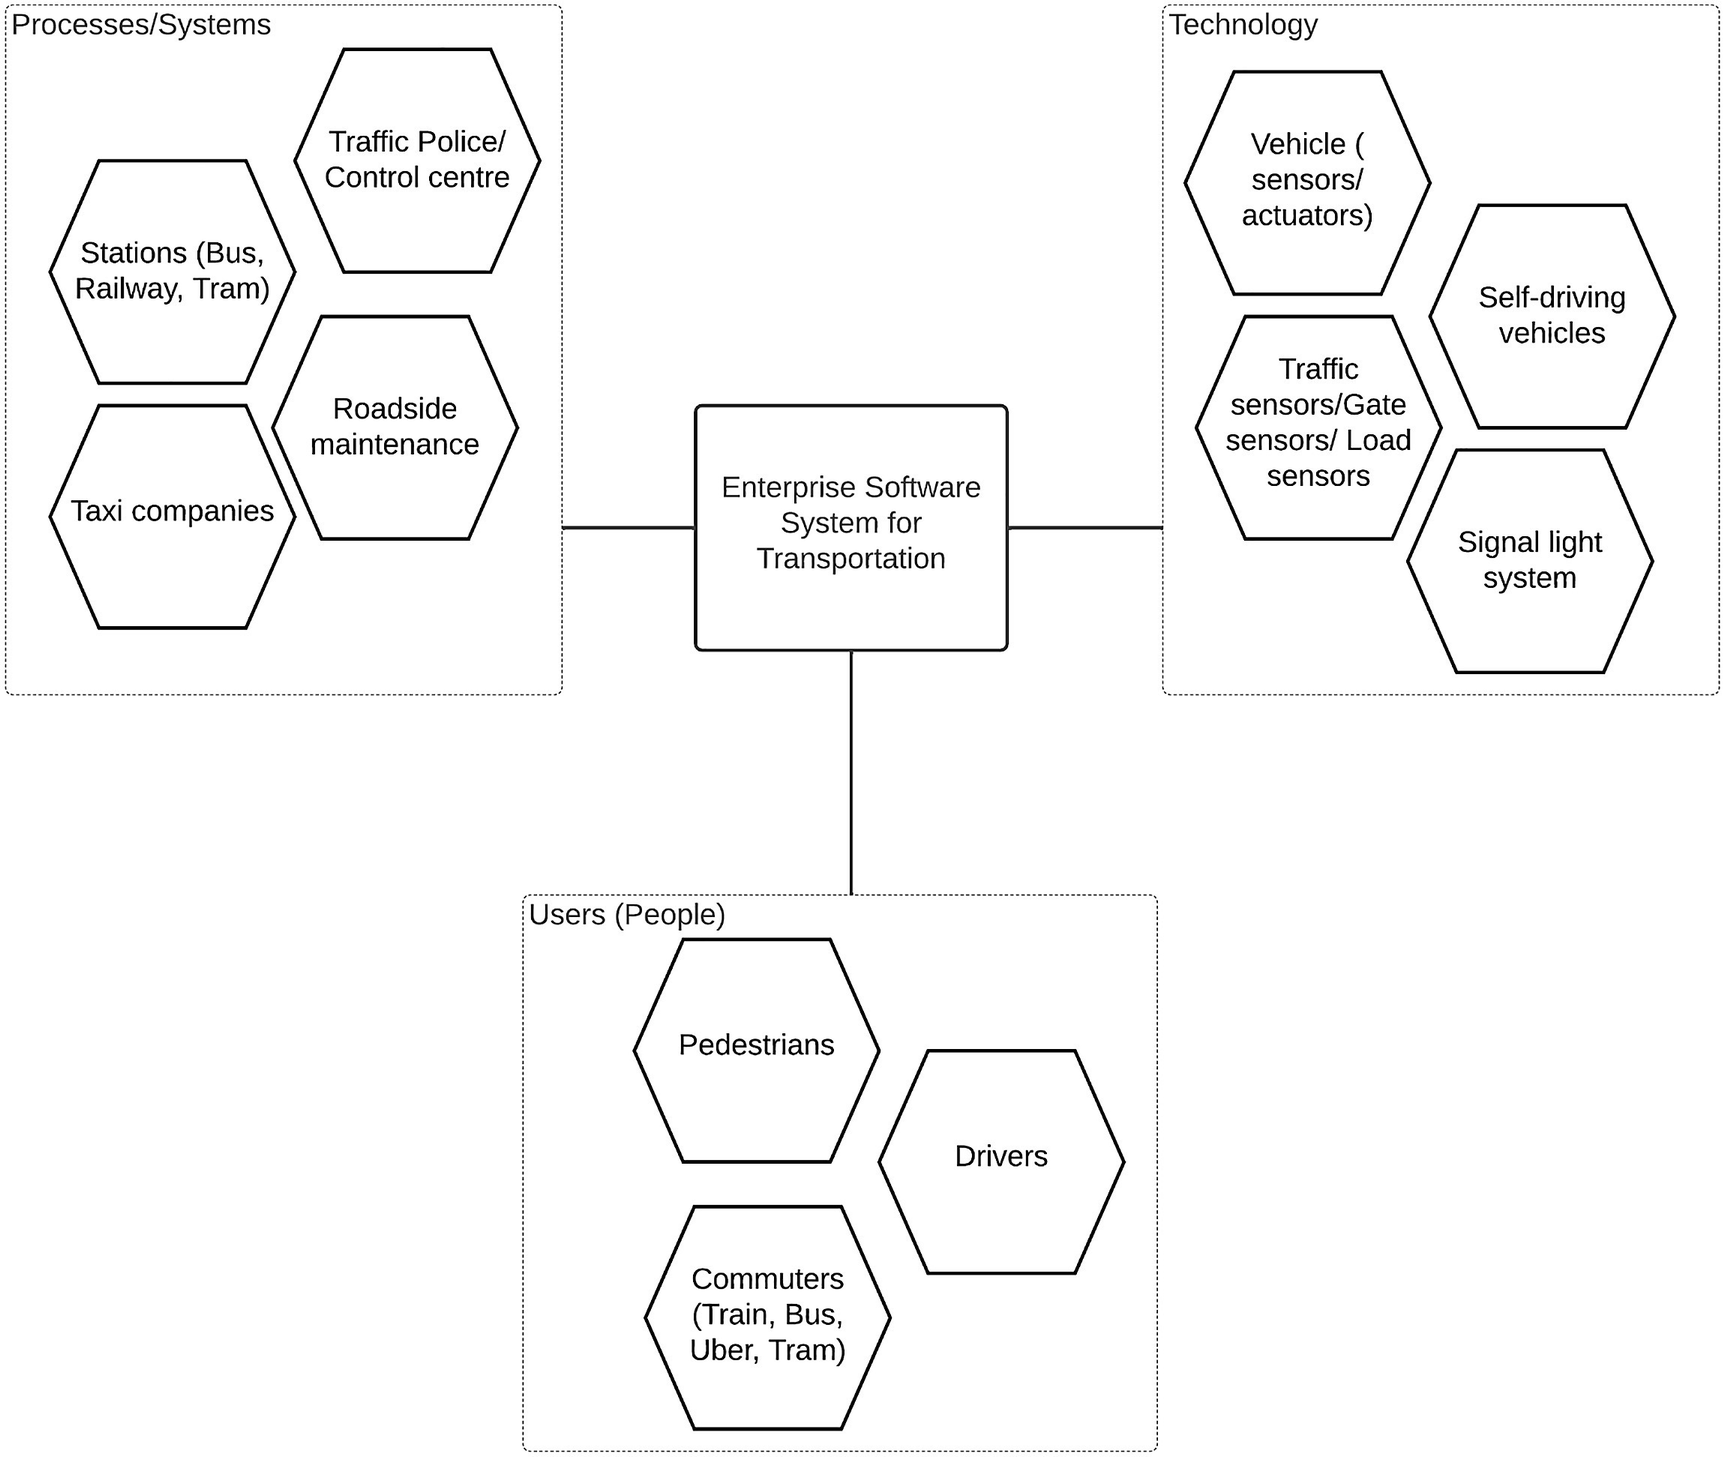 Processes/Systems
Traffic Police/
Control centre
Stations (Bus,
Railway, Tram)
Roadside
maintenance
Taxi companies
Enterprise Software
System for
Transportation
Technology
Vehicle (
sensors/
actuators)
Self-driving
vehicles
Traffic
sensors/Gate
sensors/ Load
sensors
Signal light
system
Users (People)
Pedestrians
Drivers
Commuters
(Train, Bus,
Uber, Tram)